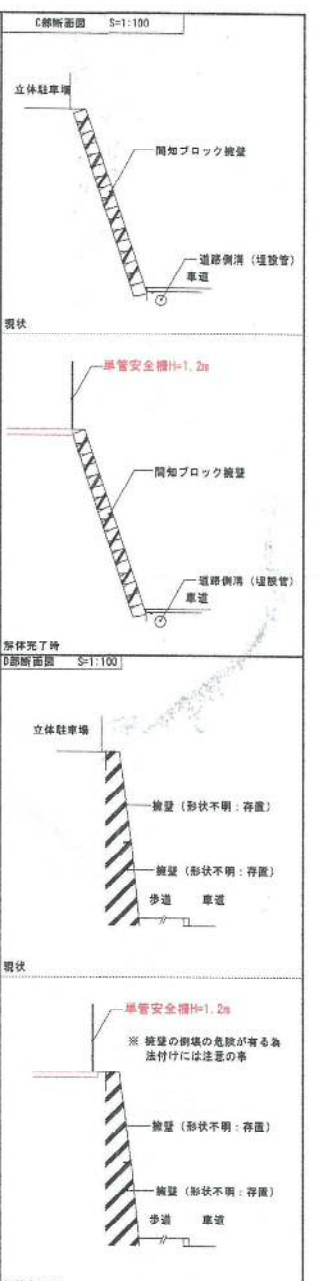 C部断面図 S=1:100
立体駐車場
間知ブロック擁壁
道路側溝（埋設管）
車道
現状
単管安全柵H=1.2m
間知ブロック擁壁
道路側溝（埋設管）
車道
解体完了時
D部断面図 S=1:100
立体駐車場
擁壁（形状不明：存置）
擁壁（形状不明：存置）
歩道 車道
現状
単管安全柵H=1.2m
※ 擁壁の倒壊の危険が有る為
法付けには注意の事
擁壁（形状不明：存置）
擁壁（形状不明：存置）
歩道 車道